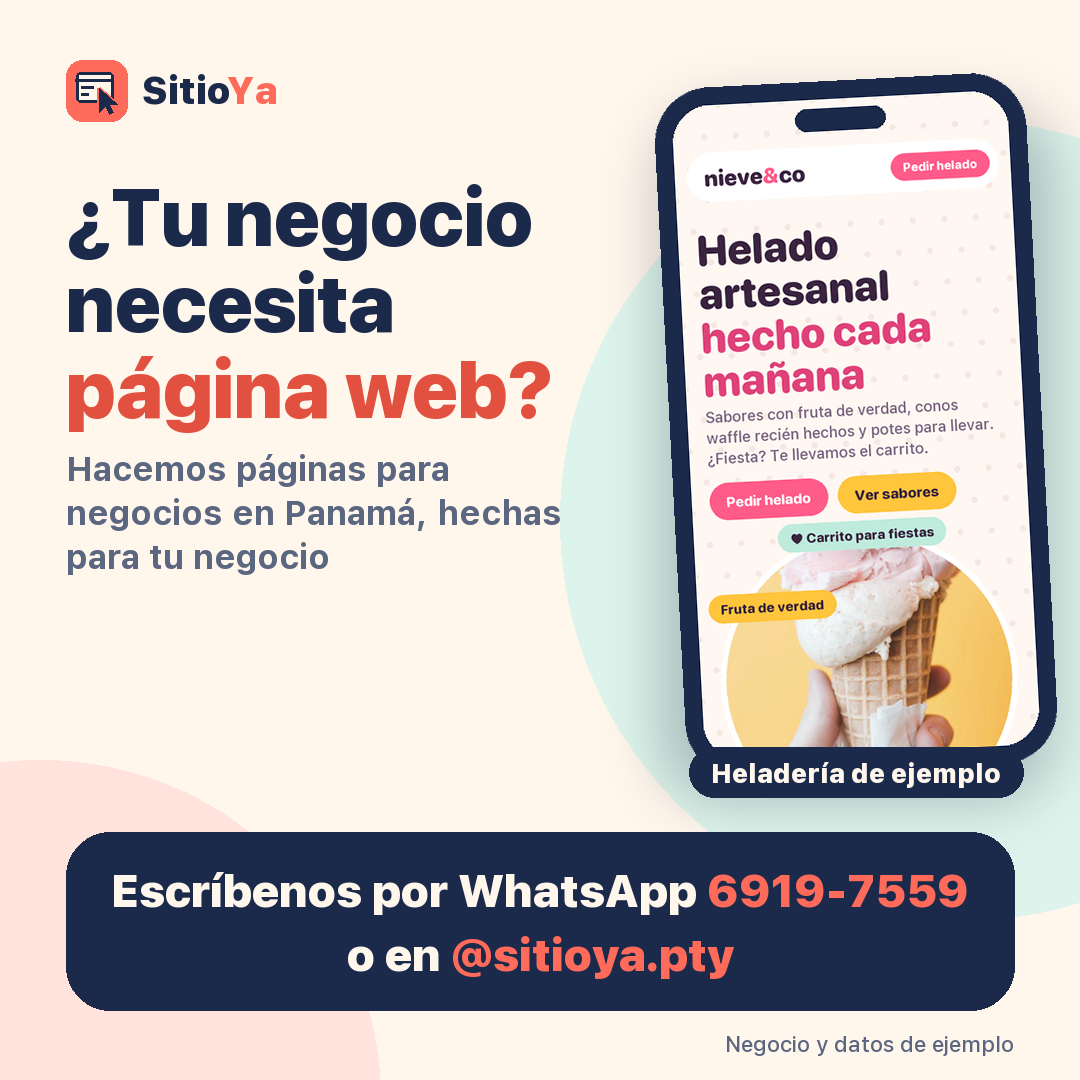 SitioYa
¿Tu negocio
necesita
página web?
Hacemos páginas para
negocios en Panamá, hechas
para tu negocio
nieve&co
Pedir helado
Helado
artesanal
hecho cada
mañana
Sabores con fruta de verdad, conos
waffle recién hechos y potes para llevar.
¿Fiesta? Te llevamos el carrito.
Pedir helado
Ver sabores
Carrito para fiestas
Fruta de verdad
Heladería de ejemplo
Escríbenos por WhatsApp 6919-7559
o en @sitioya.pty
Negocio y datos de ejemplo